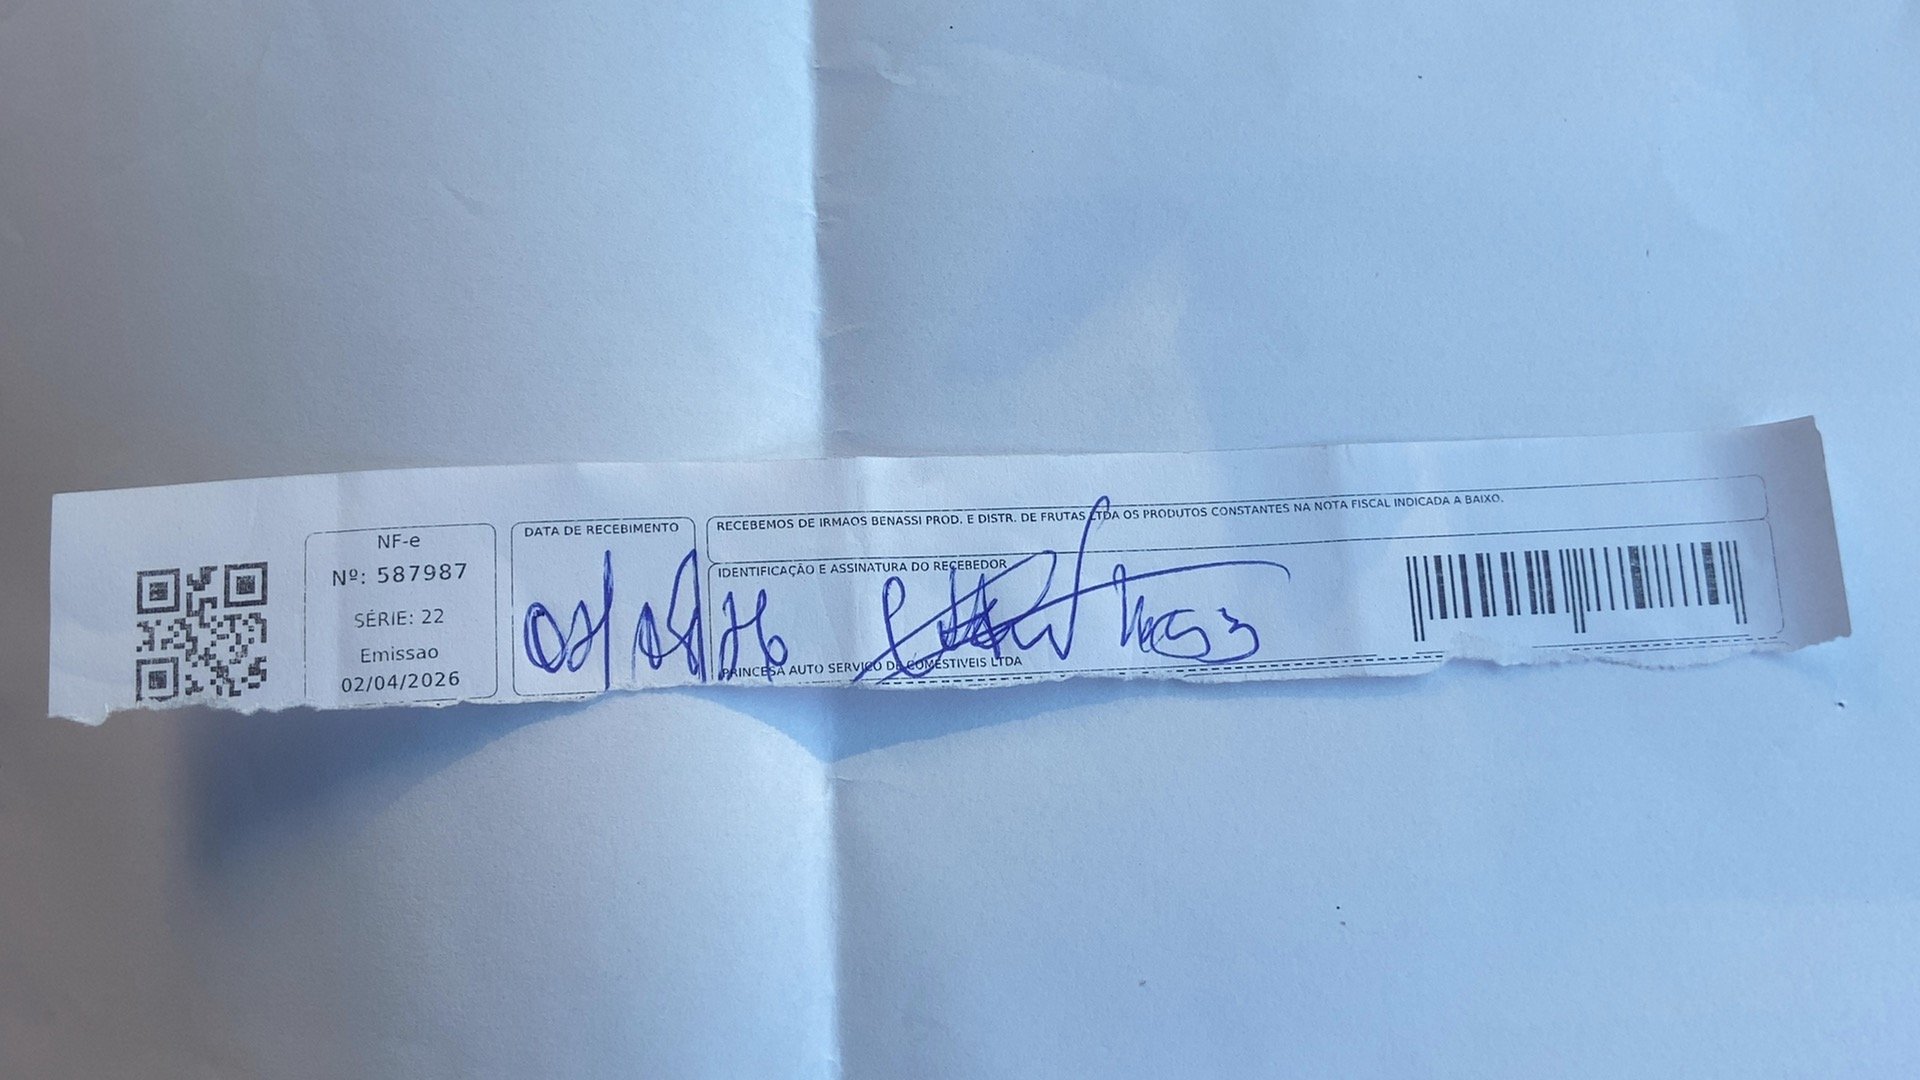 NF-e
Nº: 587987
SÉRIE: 22
Emissao
02/04/2026
DATA DE RECEBIMENTO
RECEBEMOS DE IRMAOS BENASSI PROD. E DISTR. DE FRUTAS LTDA OS PRODUTOS CONSTANTES NA NOTA FISCAL INDICADA A BAIXO.
IDENTIFICAÇÃO E ASSINATURA DO RECEBEDOR
PRINCESA AUTO SERVIÇO DE COMESTIVEIS LTDA